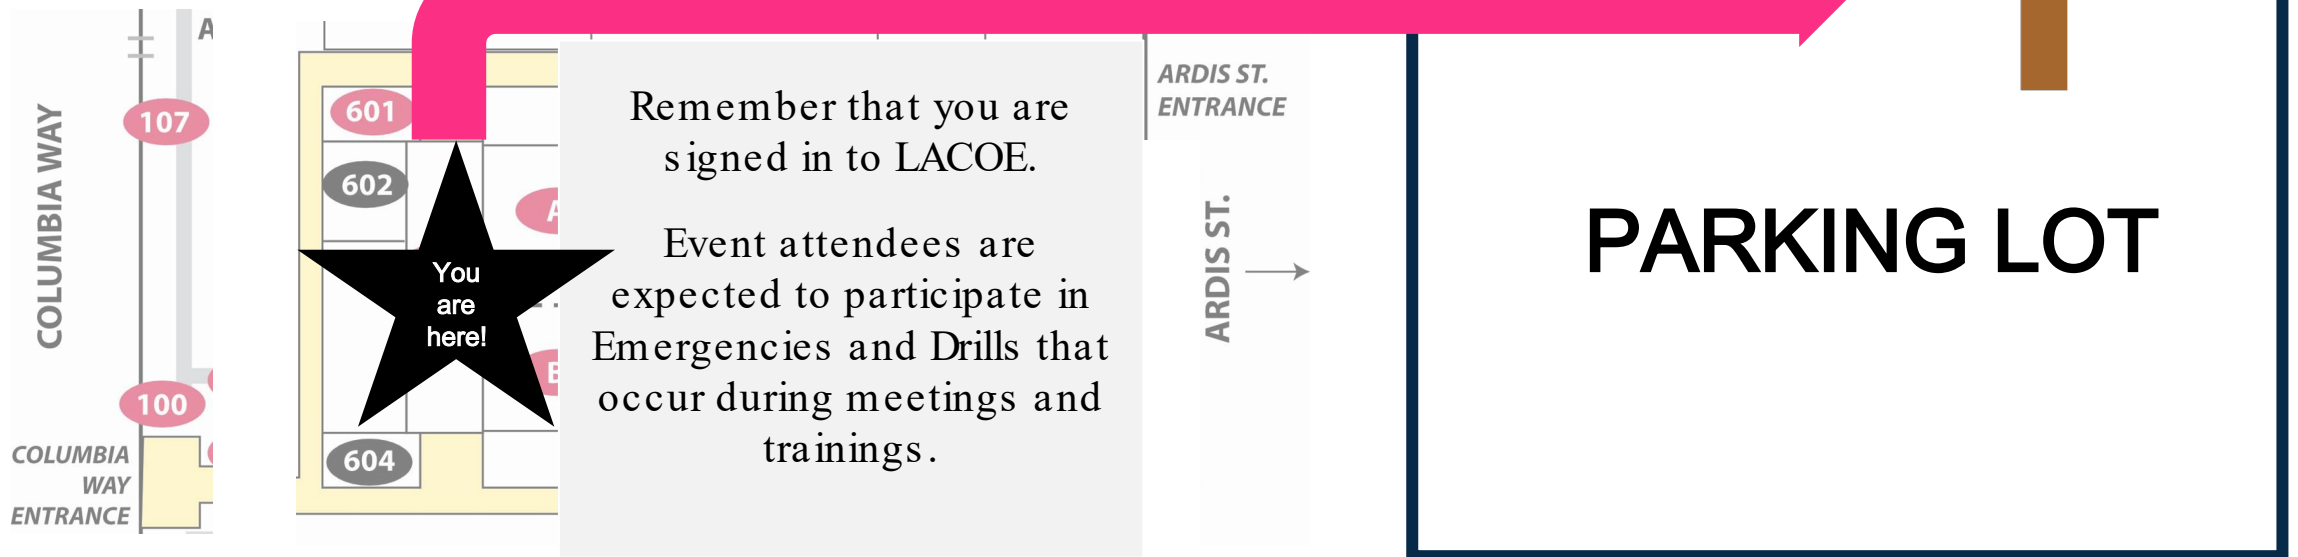 A
COLUMBIA WAY
107
100
COLUMBIA
WAY
ENTRANCE
601
602
A
You
are
here!
604
Remember that you are
signed in to LACOE.
Event attendees are
expected to participate in
Emergencies and Drills that
occur during meetings and
trainings.
ARDIS ST.
ENTRANCE
ARDIS ST.
PARKING LOT